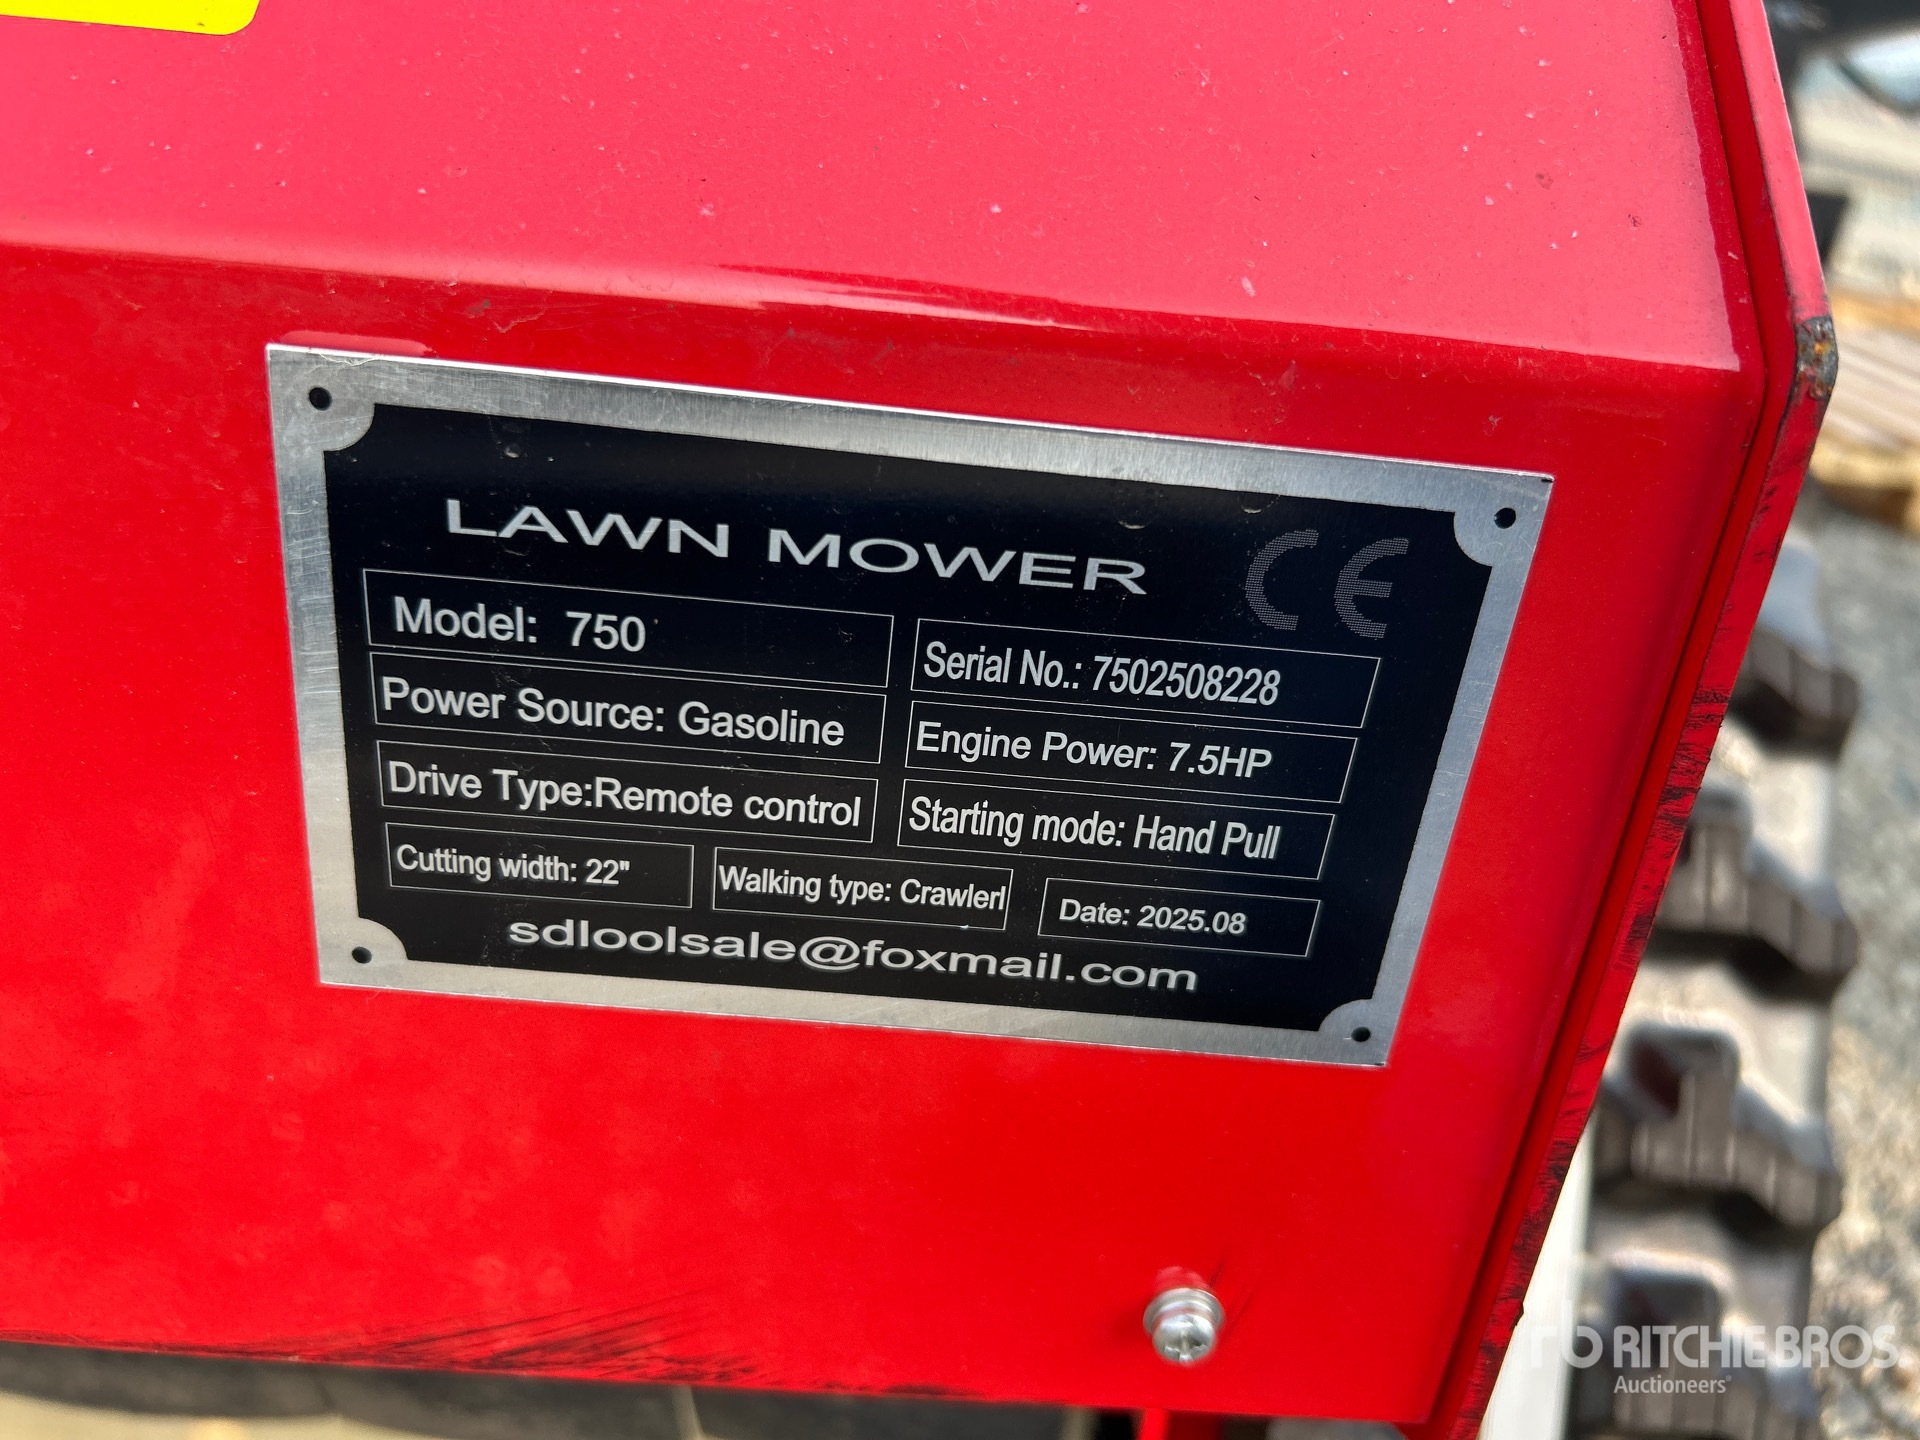 LAWN MOWER CE
Model: 750
Serial No.: 7502508228
Power Source: Gasoline
Engine Power: 7.5HP
Drive Type:Remote control
Starting mode: Hand Pull
Cutting width: 22"
Walking type: Crawlerl
Date: 2025.08
sdloolsale@foxmail.com
rb RITCHIE BROS.
Auctioneers®